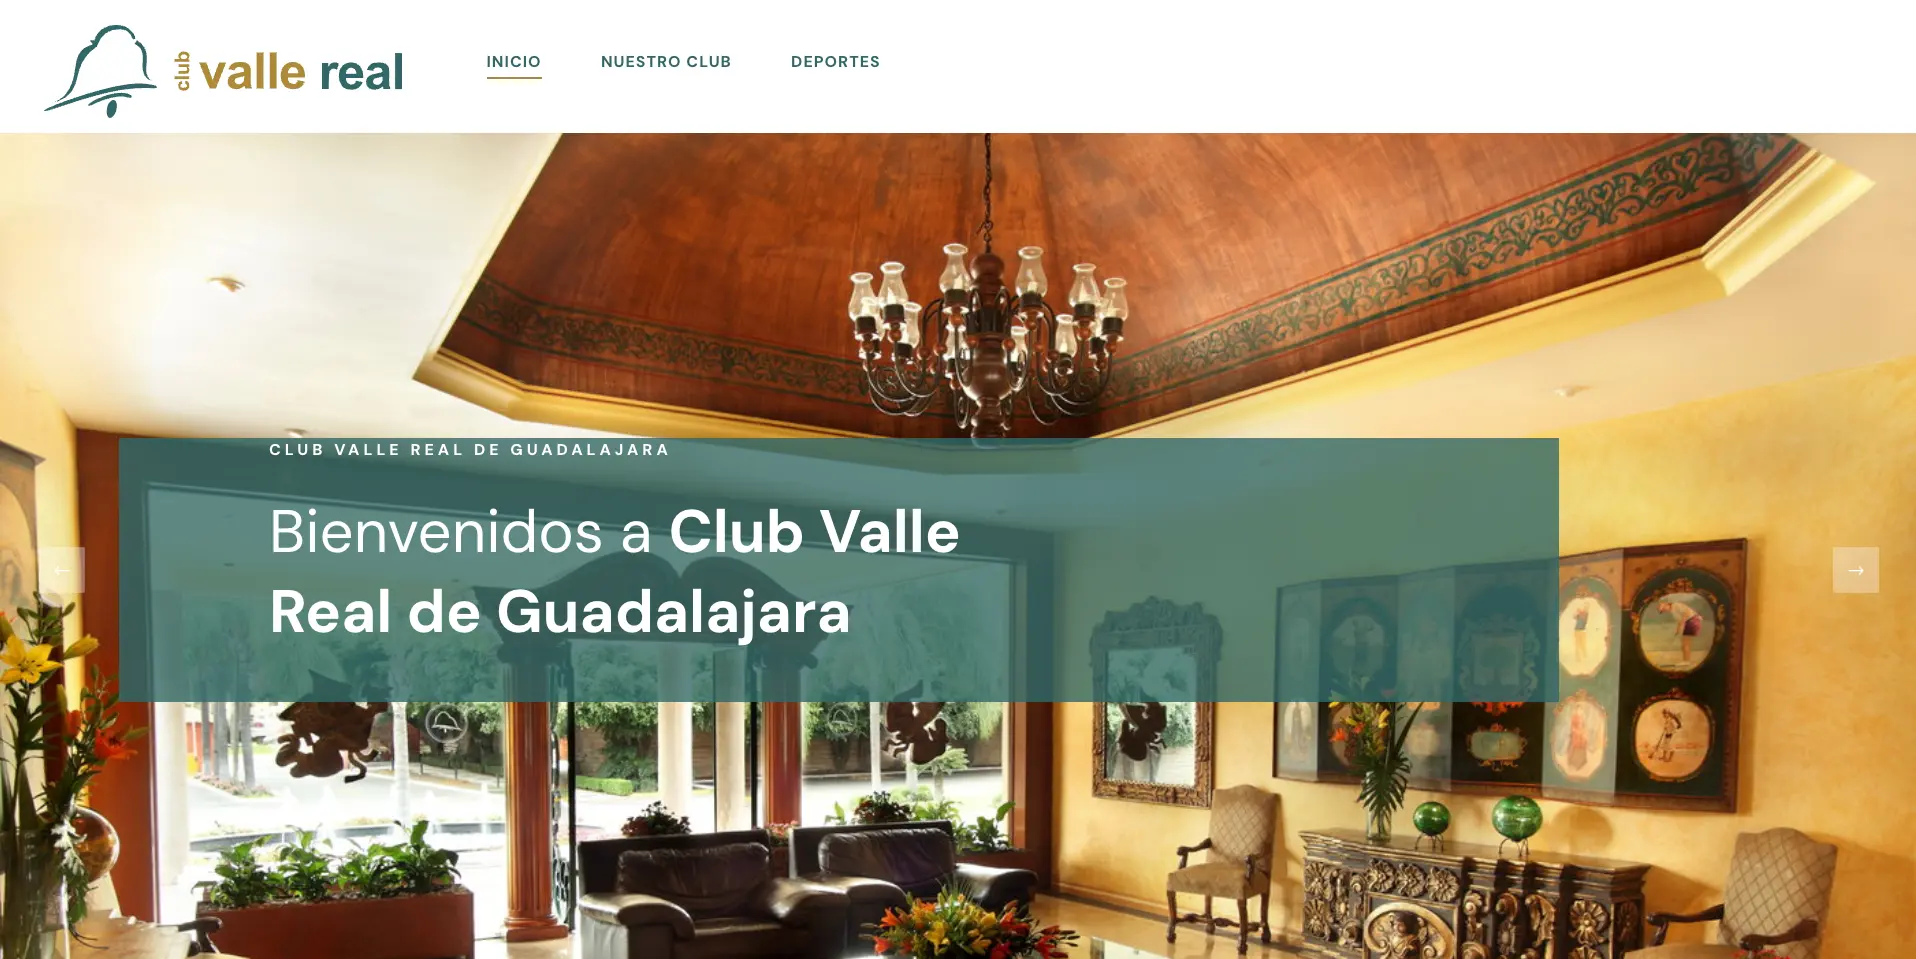 club valle real
INICIO
NUESTRO CLUB
DEPORTES
CLUB VALLE REAL DE GUADALAJARA
Bienvenidos a Club Valle
Real de Guadalajara